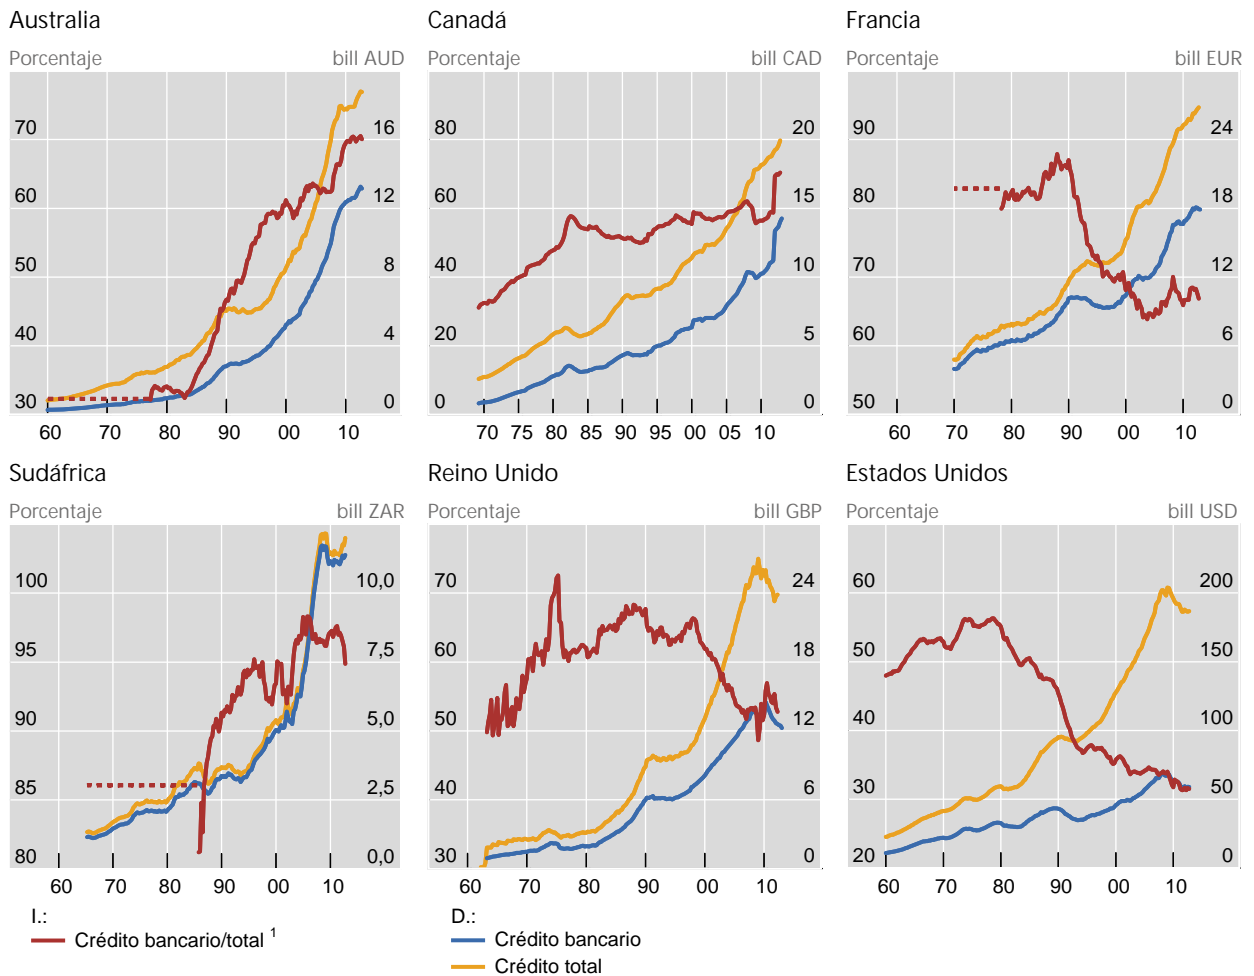 Australia
Canadá
Francia
Porcentaje bill AUD
Porcentaje bill CAD
Porcentaje bill EUR
70 16
60 12
50 8
40 4
30 0
60 70 80 90 00 10
80 20
60 15
40 10
20 5
0 0
70 75 80 85 90 95 00 05 10
90 24
80 18
70 12
60 6
50 0
70 80 90 00 10
Sudáfrica
Reino Unido
Estados Unidos
Porcentaje bill ZAR
Porcentaje bill GBP
Porcentaje bill USD
100 10,0
95 7,5
90 5,0
85 2,5
80 0,0
60 70 80 90 00 10
70 24
60 18
50 12
40 6
30 0
60 70 80 90 00 10
60 200
50 150
40 100
30 50
20 0
60 70 80 90 00 10
I.:
Crédito bancario/total 1
D.:
Crédito bancario
Crédito total